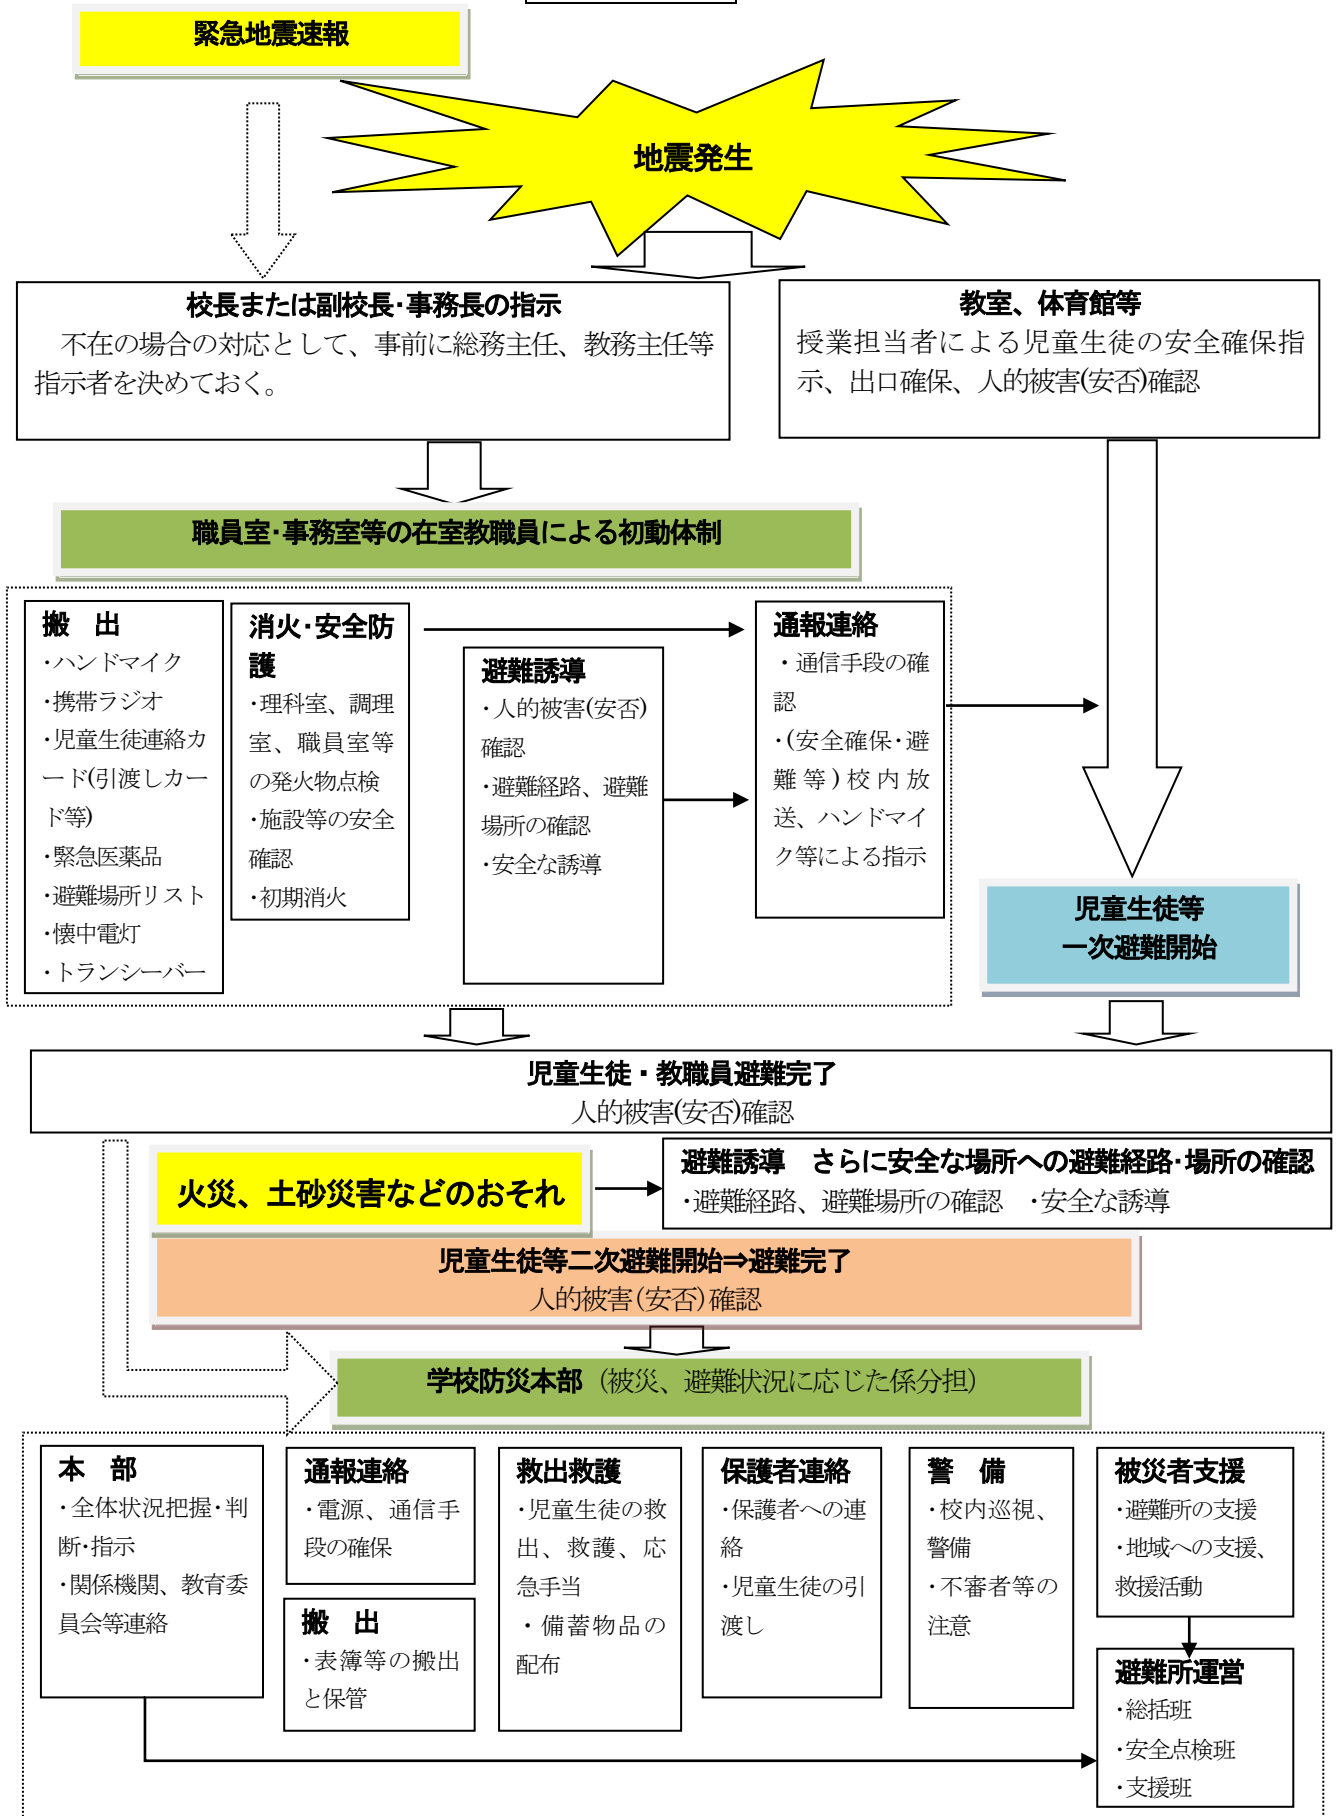 緊急地震速報
地震発生
校長または副校長・事務長の指示
不在の場合の対応として、事前に総務主任、教務主任等
指示者を決めておく。
教室、体育館等
授業担当者による児童生徒の安全確保指
示、出口確保、人的被害(安否)確認
職員室・事務室等の在室教職員による初動体制
搬　出
・ハンドマイク
・携帯ラジオ
・児童生徒連絡カ
ード(引渡しカー
ド等)
・緊急医薬品
・避難場所リスト
・懐中電灯
・トランシーバー
消火・安全防
護
・理科室、調理
室、職員室等
の発火物点検
・施設等の安全
確認
・初期消火
避難誘導
・人的被害(安否)
確認
・避難経路、避難
場所の確認
・安全な誘導
通報連絡
・通信手段の確
認
・(安全確保・避
難等)校内放
送、ハンドマイ
ク等による指示
児童生徒等
一次避難開始
児童生徒・教職員避難完了
人的被害(安否)確認
火災、土砂災害などのおそれ
避難誘導　さらに安全な場所への避難経路・場所の確認
・避難経路、避難場所の確認　・安全な誘導
児童生徒等二次避難開始⇒避難完了
人的被害(安否)確認
学校防災本部（被災、避難状況に応じた係分担）
本　部
・全体状況把握・判
断・指示
・関係機関、教育委
員会等連絡
通報連絡
・電源、通信手
段の確保
搬　出
・表簿等の搬出
と保管
救出救護
・児童生徒の救
出、救護、応
急手当
・備蓄物品の
配布
保護者連絡
・保護者への連
絡
・児童生徒の引
渡し
警　備
・校内巡視、
警備
・不審者等の
注意
被災者支援
・避難所の支援
・地域への支援、
救援活動
避難所運営
・総括班
・安全点検班
・支援班